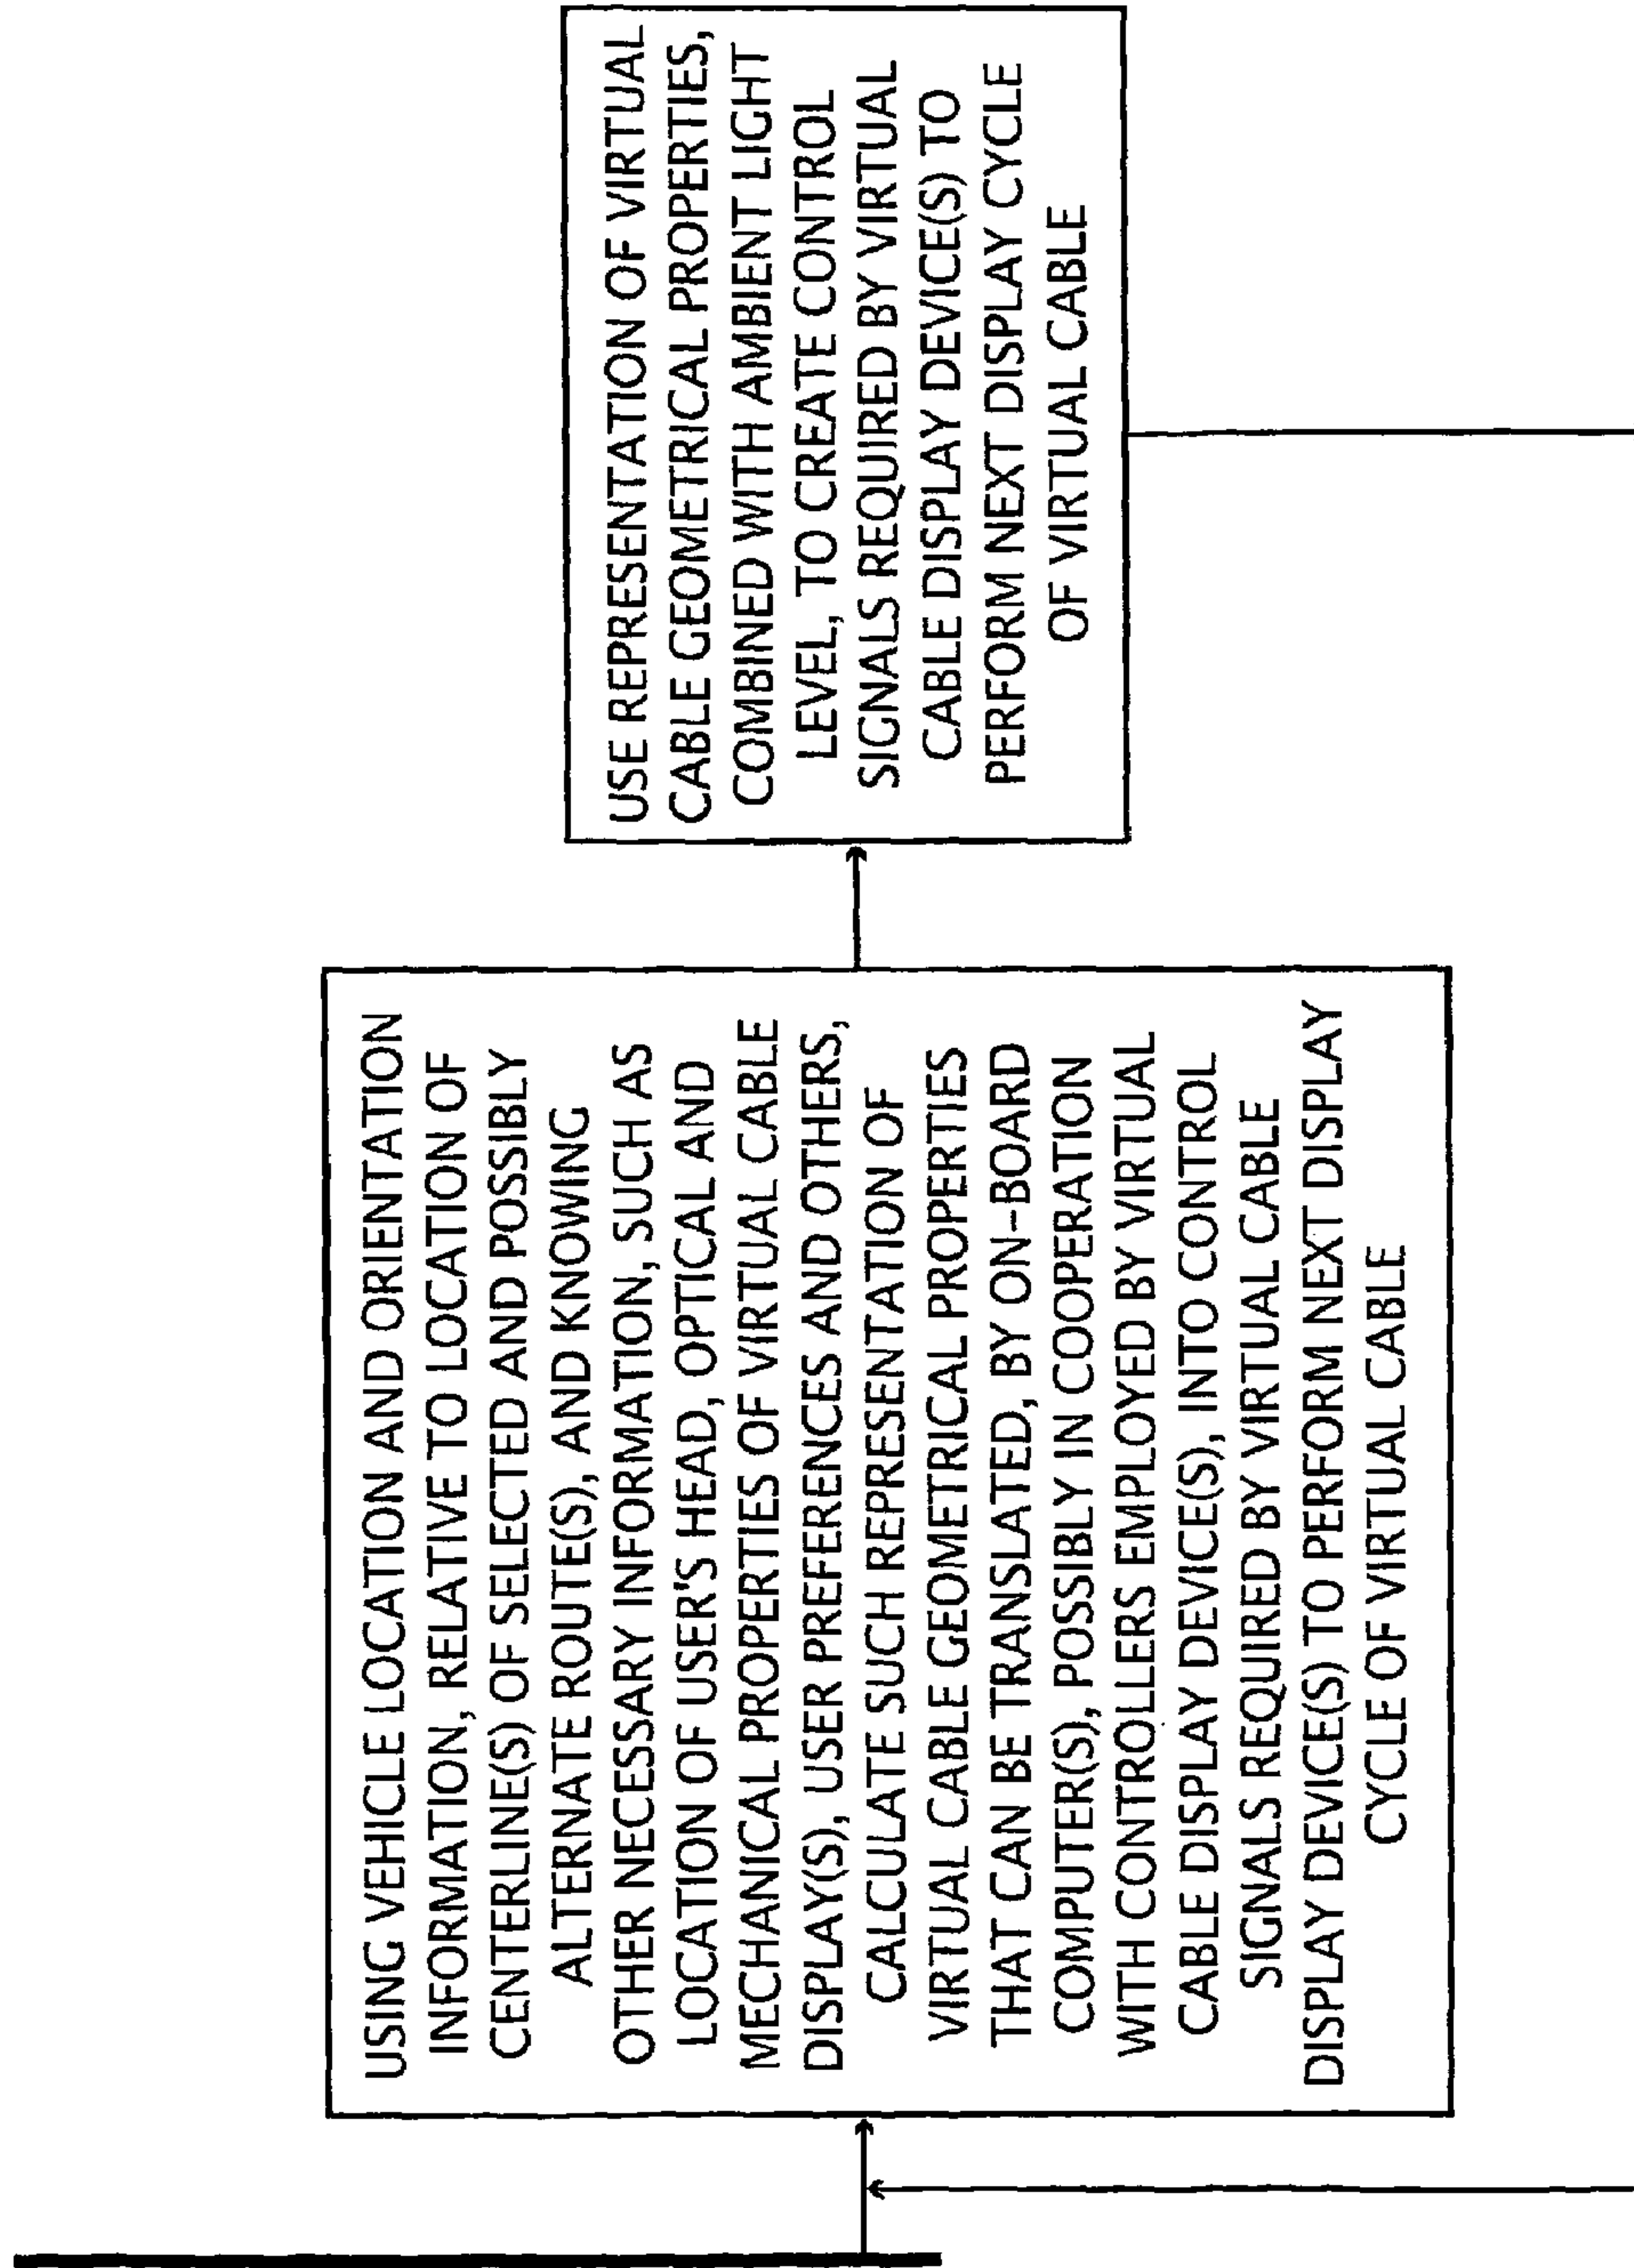 USING VEHICLE LOCATION AND ORIENTATION
INFORMATION, RELATIVE TO LOCATION OF
CENTERLINE(S) OF SELECTED AND POSSIBLY
ALTERNATE ROUTE(S), AND KNOWING
OTHER NECESSARY INFORMATION, SUCH AS
LOCATION OF USER'S HEAD, OPTICAL AND
MECHANICAL PROPERTIES OF VIRTUAL CABLE
DISPLAY(S), USER PREFERENCES AND OTHERS,
CALCULATE SUCH REPRESENTATION OF
VIRTUAL CABLE GEOMETRICAL PROPERTIES
THAT CAN BE TRANSLATED, BY ON-BOARD
COMPUTER(S), POSSIBLY IN COOPERATION
WITH CONTROLLERS EMPLOYED BY VIRTUAL
CABLE DISPLAY DEVICE(S), INTO CONTROL
SIGNALS REQUIRED BY VIRTUAL CABLE
DISPLAY DEVICE(S) TO PERFORM NEXT DISPLAY
CYCLE OF VIRTUAL CABLE
USE REPRESENTATION OF VIRTUAL
CABLE GEOMETRICAL PROPERTIES,
COMBINED WITH AMBIENT LIGHT
LEVEL, TO CREATE CONTROL
SIGNALS REQUIRED BY VIRTUAL
CABLE DISPLAY DEVICE(S) TO
PERFORM NEXT DISPLAY CYCLE
OF VIRTUAL CABLE